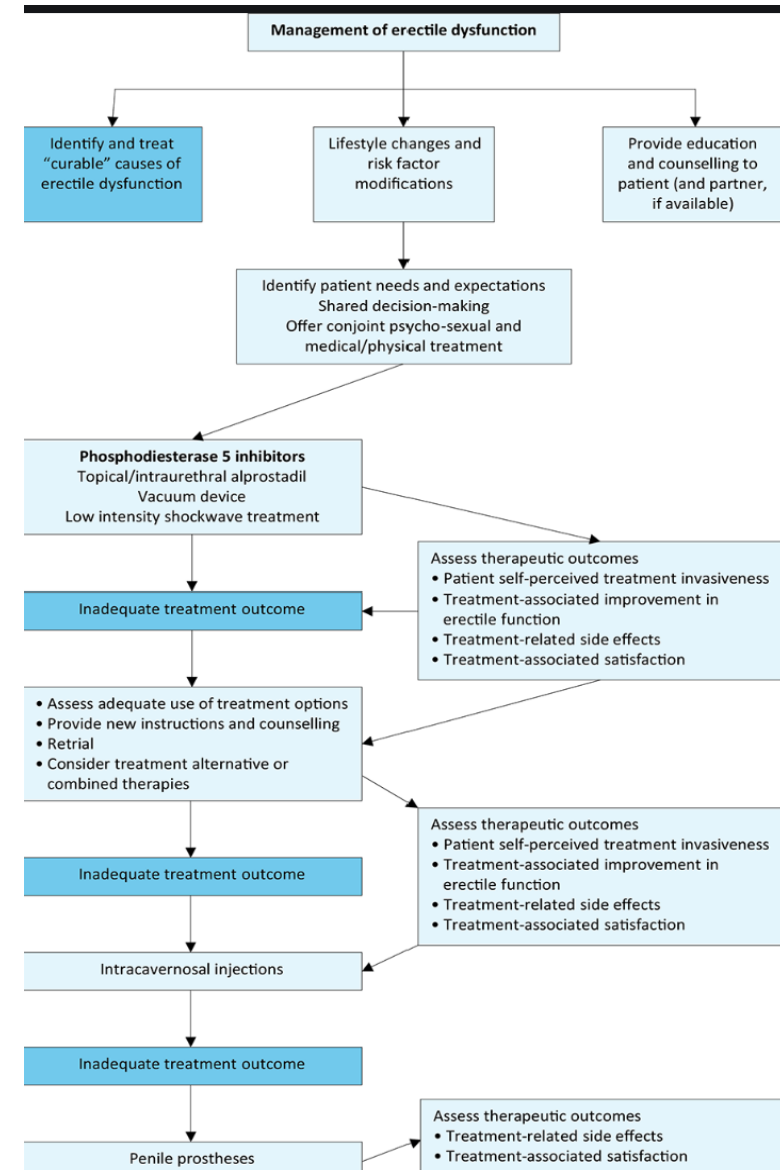 Management of erectile dysfunction
Identify and treat
“curable” causes of
erectile dysfunction
Lifestyle changes and
risk factor
modifications
Provide education
and counselling to
patient (and partner,
if available)
Identify patient needs and expectations
Shared decision-making
Offer conjoint psycho-sexual and
medical/physical treatment
Phosphodiesterase 5 inhibitors
Topical/intraurethral alprostadil
Vacuum device
Low intensity shockwave treatment
Assess therapeutic outcomes
• Patient self-perceived treatment invasiveness
• Treatment-associated improvement in
erectile function
• Treatment-related side effects
• Treatment-associated satisfaction
Inadequate treatment outcome
• Assess adequate use of treatment options
• Provide new instructions and counselling
• Retrial
• Consider treatment alternative or
combined therapies
Assess therapeutic outcomes
• Patient self-perceived treatment invasiveness
• Treatment-associated improvement in
erectile function
• Treatment-related side effects
• Treatment-associated satisfaction
Inadequate treatment outcome
Intracavernosal injections
Inadequate treatment outcome
Assess therapeutic outcomes
• Treatment-related side effects
• Treatment-associated satisfaction
Penile prostheses